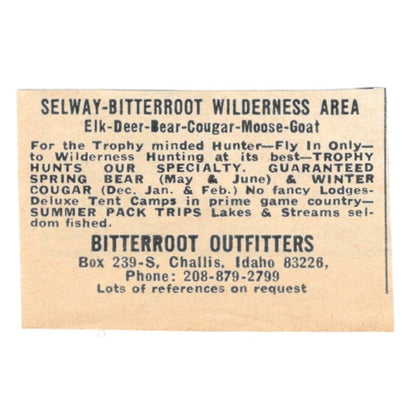 SELWAY-BITTERROOT WILDERNESS AREA
Elk-Deer-Bear-Cougar-Moose-Goat
For the Trophy minded Hunter—Fly In Only—
to Wilderness Hunting at its best—TROPHY
HUNTS OUR SPECIALTY. GUARANTEED
SPRING BEAR (May & June) & WINTER
COUGAR (Dec. Jan. & Feb.) No fancy Lodges-
Deluxe Tent Camps in prime game country—
SUMMER PACK TRIPS Lakes & Streams sel-
dom fished.
BITTERROOT OUTFITTERS
Box 239-S, Challis, Idaho 83226,
Phone: 208-879-2799
Lots of references on request